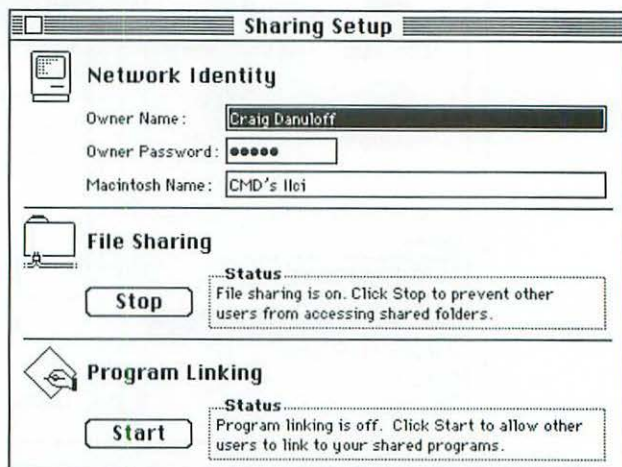 Sharing Setup
Network Identity
Owner Name:
Craig Danuloff
Owner Password: •••••
Macintosh Name: CMD's IIci
File Sharing
Status
Stop
File sharing is on. Click Stop to prevent other
users from accessing shared folders.
Program Linking
Status
Start
Program linking is off. Click Start to allow other
users to link to your shared programs.